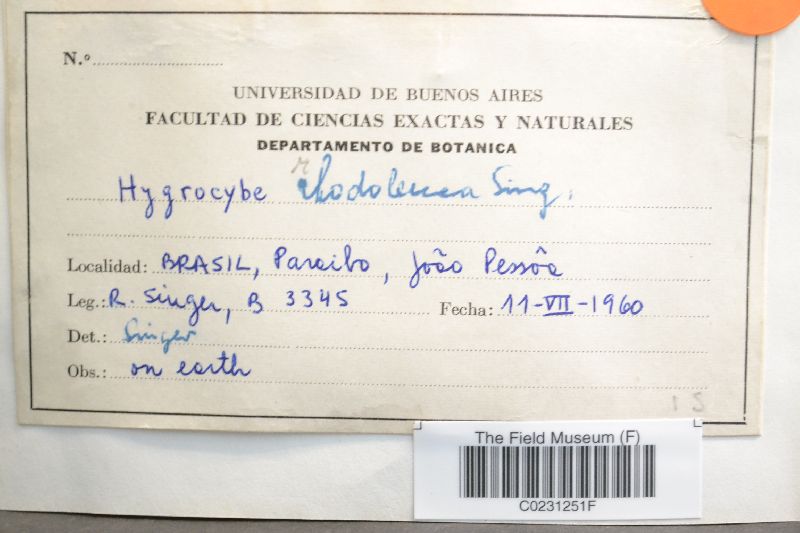 N.º
UNIVERSIDAD DE BUENOS AIRES
FACULTAD DE CIENCIAS EXACTAS Y NATURALES
DEPARTAMENTO DE BOTANICA
Hygrocybe rhodoleuca Sing.
Localidad: BRASIL, Paraiba, João Pessôa
Leg.: R. Singer, B 3345 Fecha: 11-VII-1960
Det.: Singer
Obs.: on earth
The Field Museum (F)
C0231251F